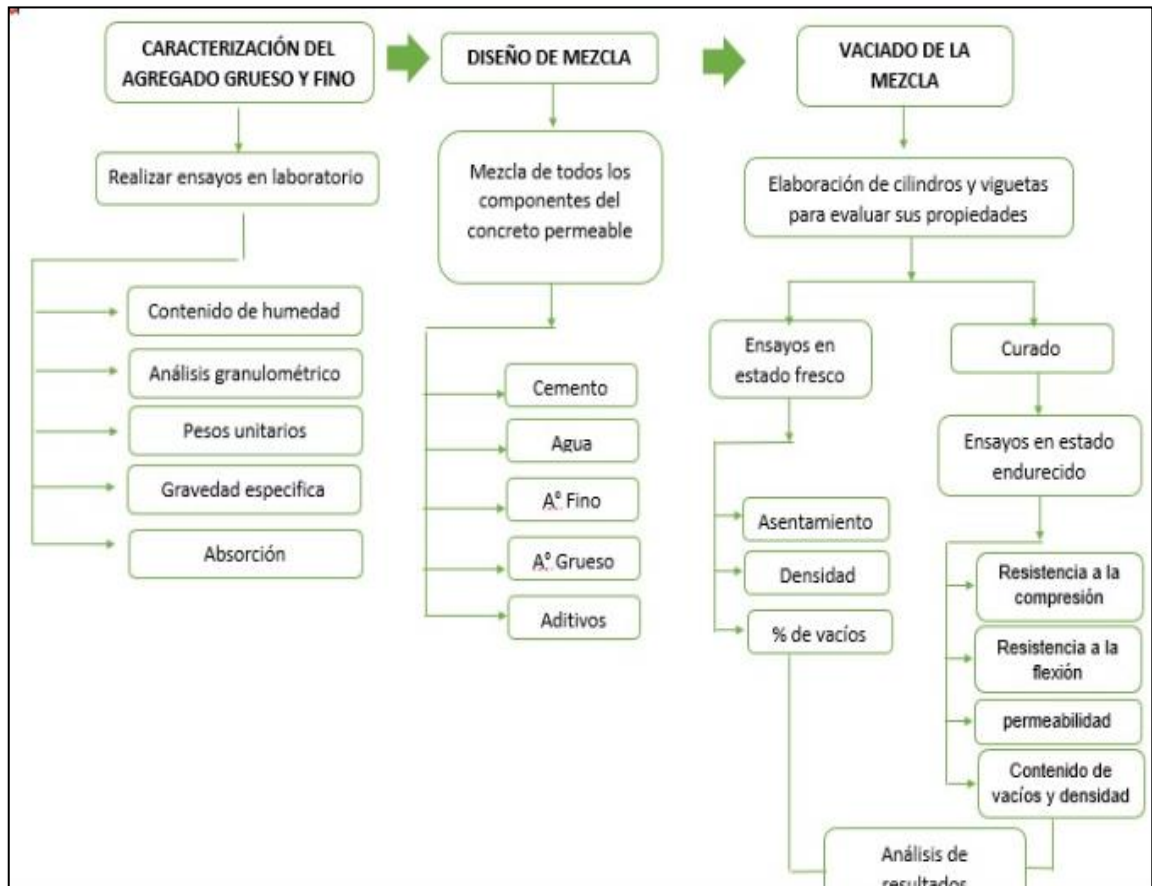 CARACTERIZACIÓN DEL
AGREGADO GRUESO Y FINO
Realizar ensayos en laboratorio
Contenido de humedad
Análisis granulométrico
Pesos unitarios
Gravedad especifica
Absorción
DISEÑO DE MEZCLA
Mezcla de todos los
componentes del
concreto permeable
Cemento
Agua
A° Fino
A° Grueso
Aditivos
VACIADO DE LA
MEZCLA
Elaboración de cilindros y viguetas
para evaluar sus propiedades
Ensayos en
estado fresco
Asentamiento
Densidad
% de vacíos
Curado
Ensayos en estado
endurecido
Resistencia a la
compresión
Resistencia a la
flexión
permeabilidad
Contenido de
vacíos y densidad
Análisis de
resultados